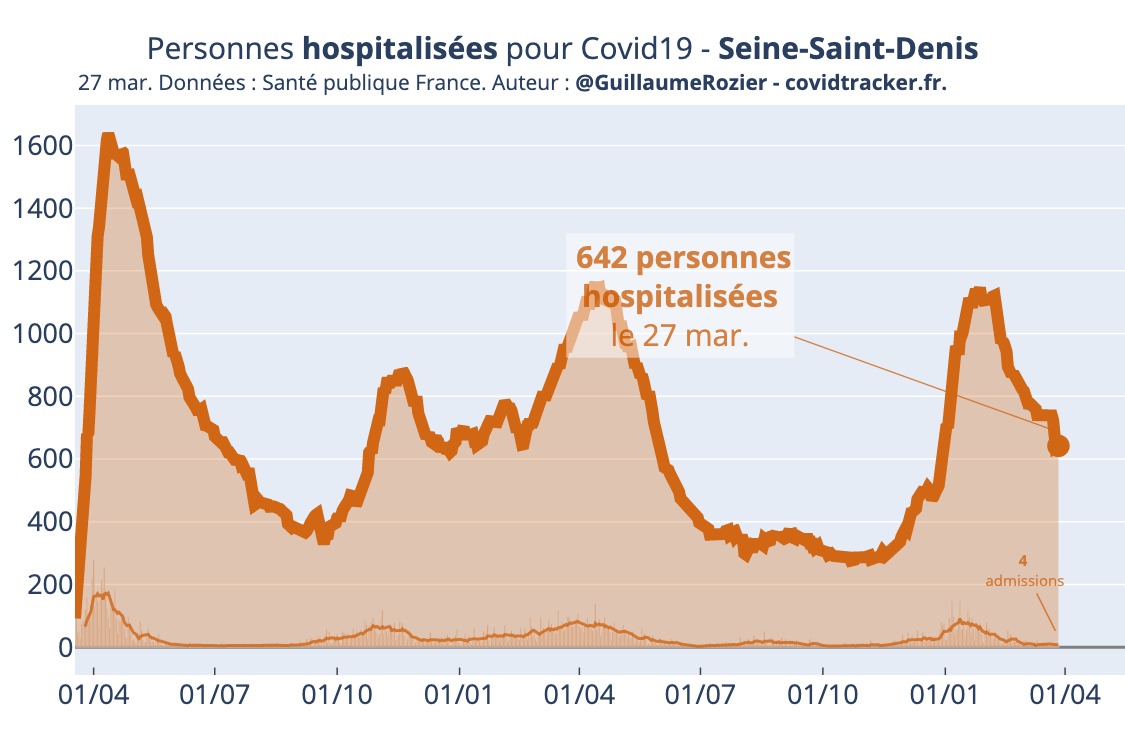 Personnes hospitalisées pour Covid19 - Seine-Saint-Denis
27 mar. Données : Santé publique France. Auteur : @GuillaumeRozier - covidtracker.fr.
1600
1400
1200
1000
800
600
400
200
0
642 personnes
hospitalisées
le 27 mar.
4
admissions
01/04 01/07 01/10 01/01 01/04 01/07 01/10 01/01 01/04